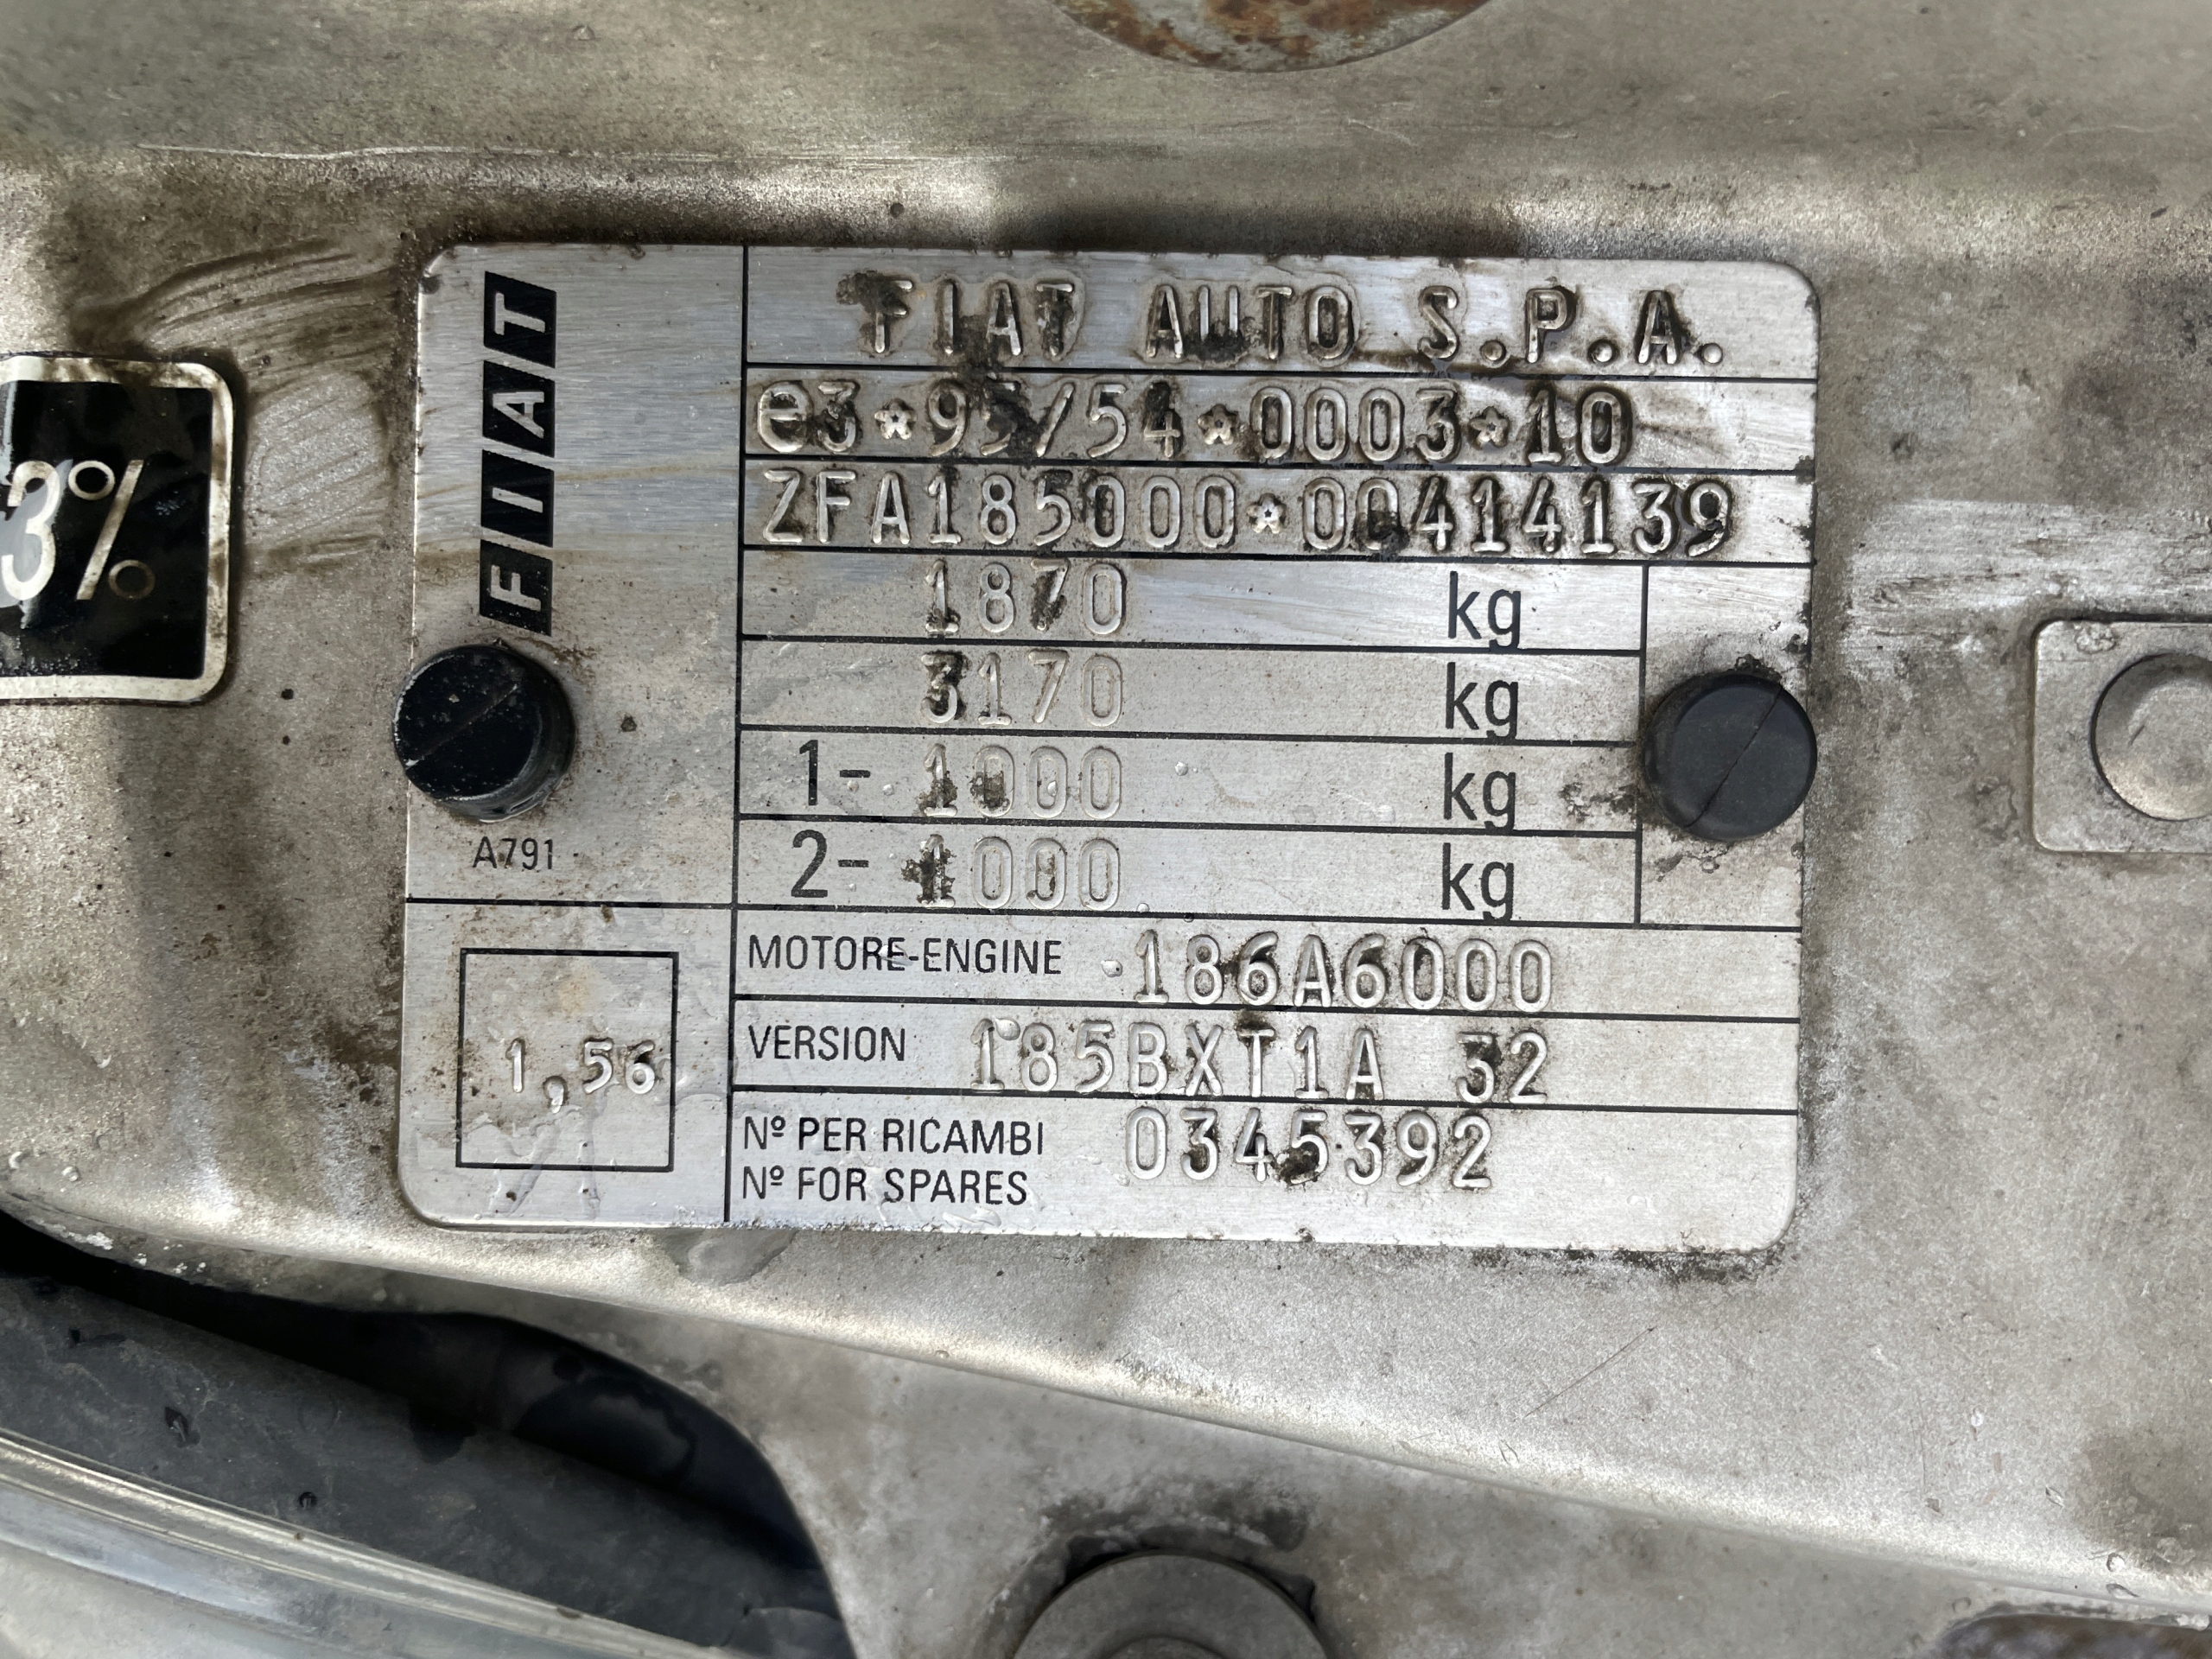 FIAT
FIAT AUTO S.P.A.
e3*95/54*0003*10
ZFA185000*00414139
1870 kg
3170 kg
1- 1000 kg
2- 1000 kg
A791
MOTORE-ENGINE 186A6000
VERSION 185BXT1A 32
Nº PER RICAMBI
Nº FOR SPARES 0345392
1,56
3%